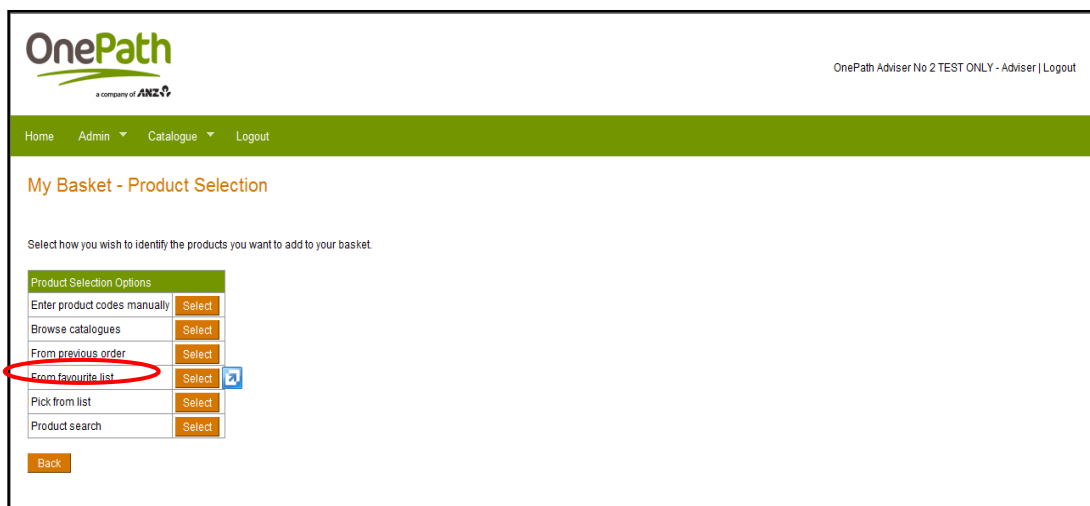 OnePath
a company of ANZ
OnePath Adviser No 2 TEST ONLY - Adviser | Logout
Home Admin Catalogue Logout
My Basket - Product Selection
Select how you wish to identify the products you want to add to your basket.
Product Selection Options
Enter product codes manually Select
Browse catalogues Select
From previous order Select
From favourite list Select
Pick from list Select
Product search Select
Back